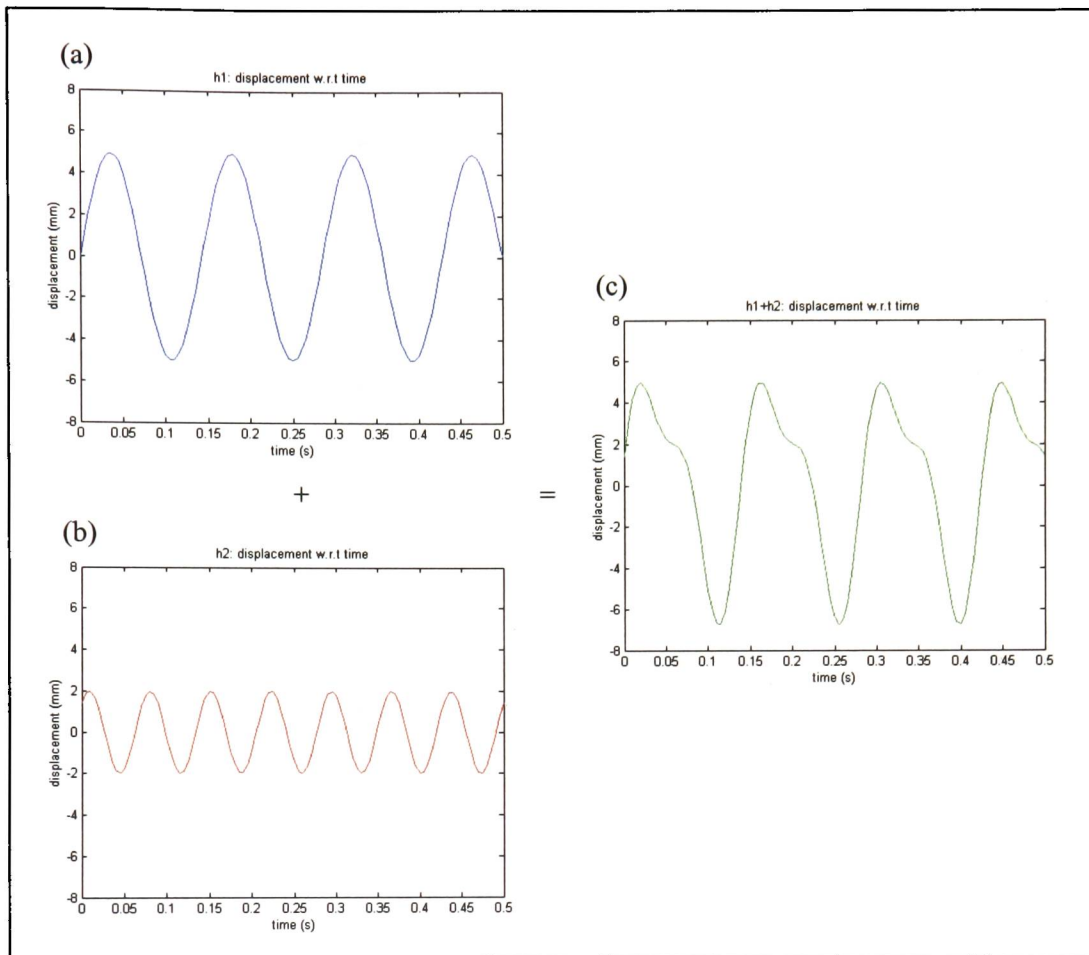 (a)
h1: displacement w.r.t time
8
6
4
2
0
-2
-4
-6
-8
displacement (mm)
0 0.05 0.1 0.15 0.2 0.25 0.3 0.35 0.4 0.45 0.5
time (s)
+
(b)
h2: displacement w.r.t time
8
6
4
2
0
-2
-4
-6
-8
displacement (mm)
0 0.05 0.1 0.15 0.2 0.25 0.3 0.35 0.4 0.45 0.5
time (s)
=
(c)
h1+h2: displacement w.r.t time
8
6
4
2
0
-2
-4
-6
-8
displacement (mm)
0 0.05 0.1 0.15 0.2 0.25 0.3 0.35 0.4 0.45 0.5
time (s)